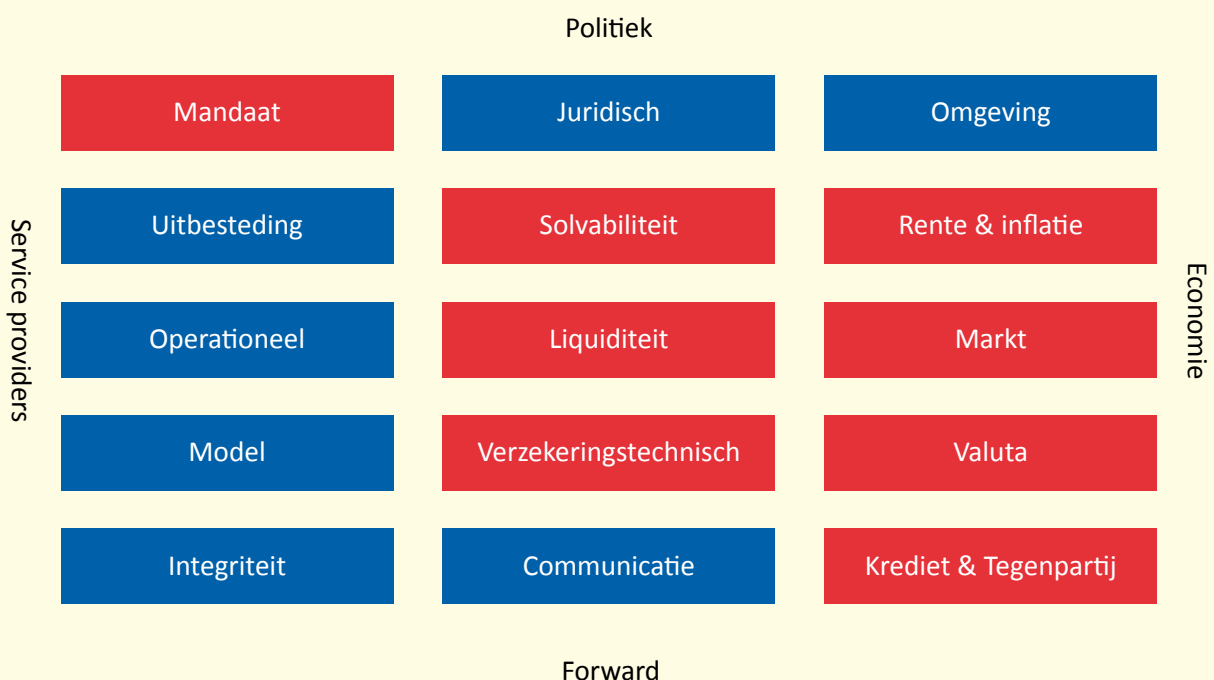 Politiek
Mandaat
Juridisch
Omgeving
Uitbesteding
Solvabiliteit
Rente & inflatie
Service providers
Economie
Operationeel
Liquiditeit
Markt
Model
Verzekeringstechnisch
Valuta
Integriteit
Communicatie
Krediet & Tegenpartij
Forward